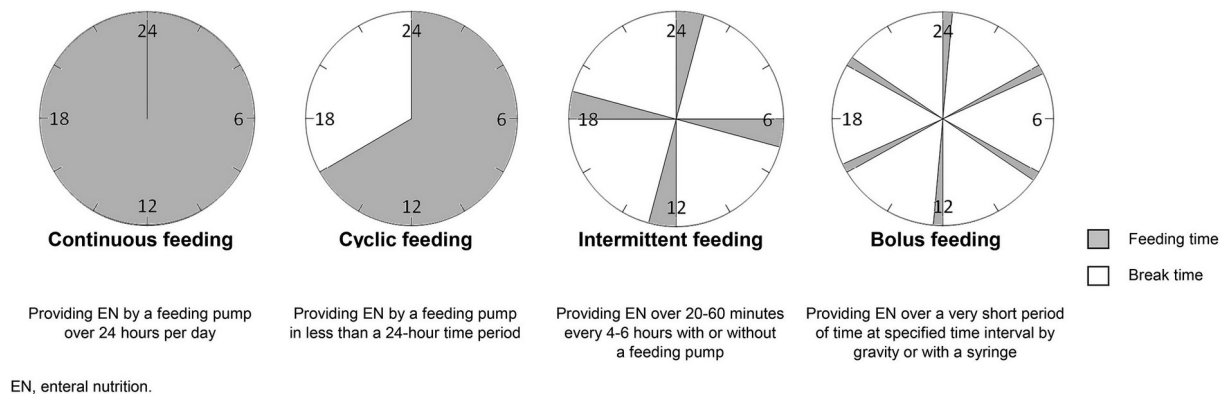 24
6
12
18
Continuous feeding
Providing EN by a feeding pump
over 24 hours per day
24
6
12
18
Cyclic feeding
Providing EN by a feeding pump
in less than a 24-hour time period
24
6
12
18
Intermittent feeding
Providing EN over 20-60 minutes
every 4-6 hours with or without
a feeding pump
24
6
12
18
Bolus feeding
Providing EN over a very short period
of time at specified time interval by
gravity or with a syringe
Feeding time
Break time
EN, enteral nutrition.